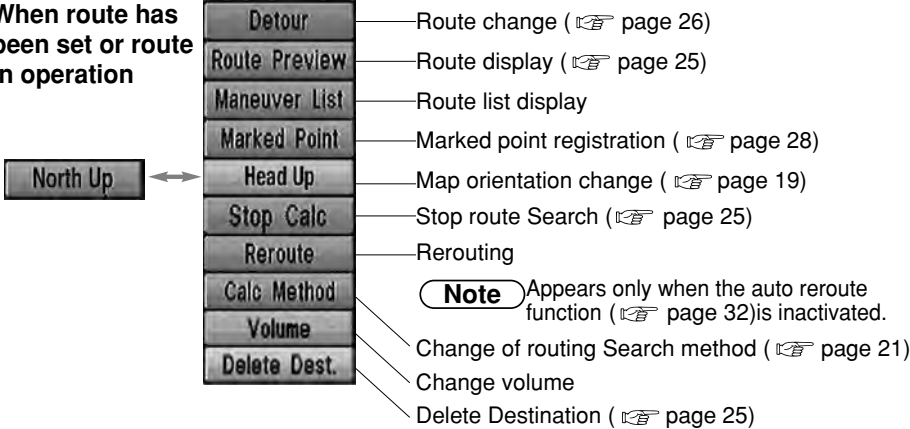 When route has
been set or route
in operation
North Up
Detour
Route Preview
Maneuver List
Marked Point
Head Up
Stop Calc
Reroute
Calc Method
Volume
Delete Dest.
Route change ( ☞ page 26)
Route display ( ☞ page 25)
Route list display
Marked point registration ( ☞ page 28)
Map orientation change ( ☞ page 19)
Stop route Search ( ☞ page 25)
Rerouting
Note Appears only when the auto reroute
function ( ☞ page 32)is inactivated.
Change of routing Search method ( ☞ page 21)
Change volume
Delete Destination ( ☞ page 25)